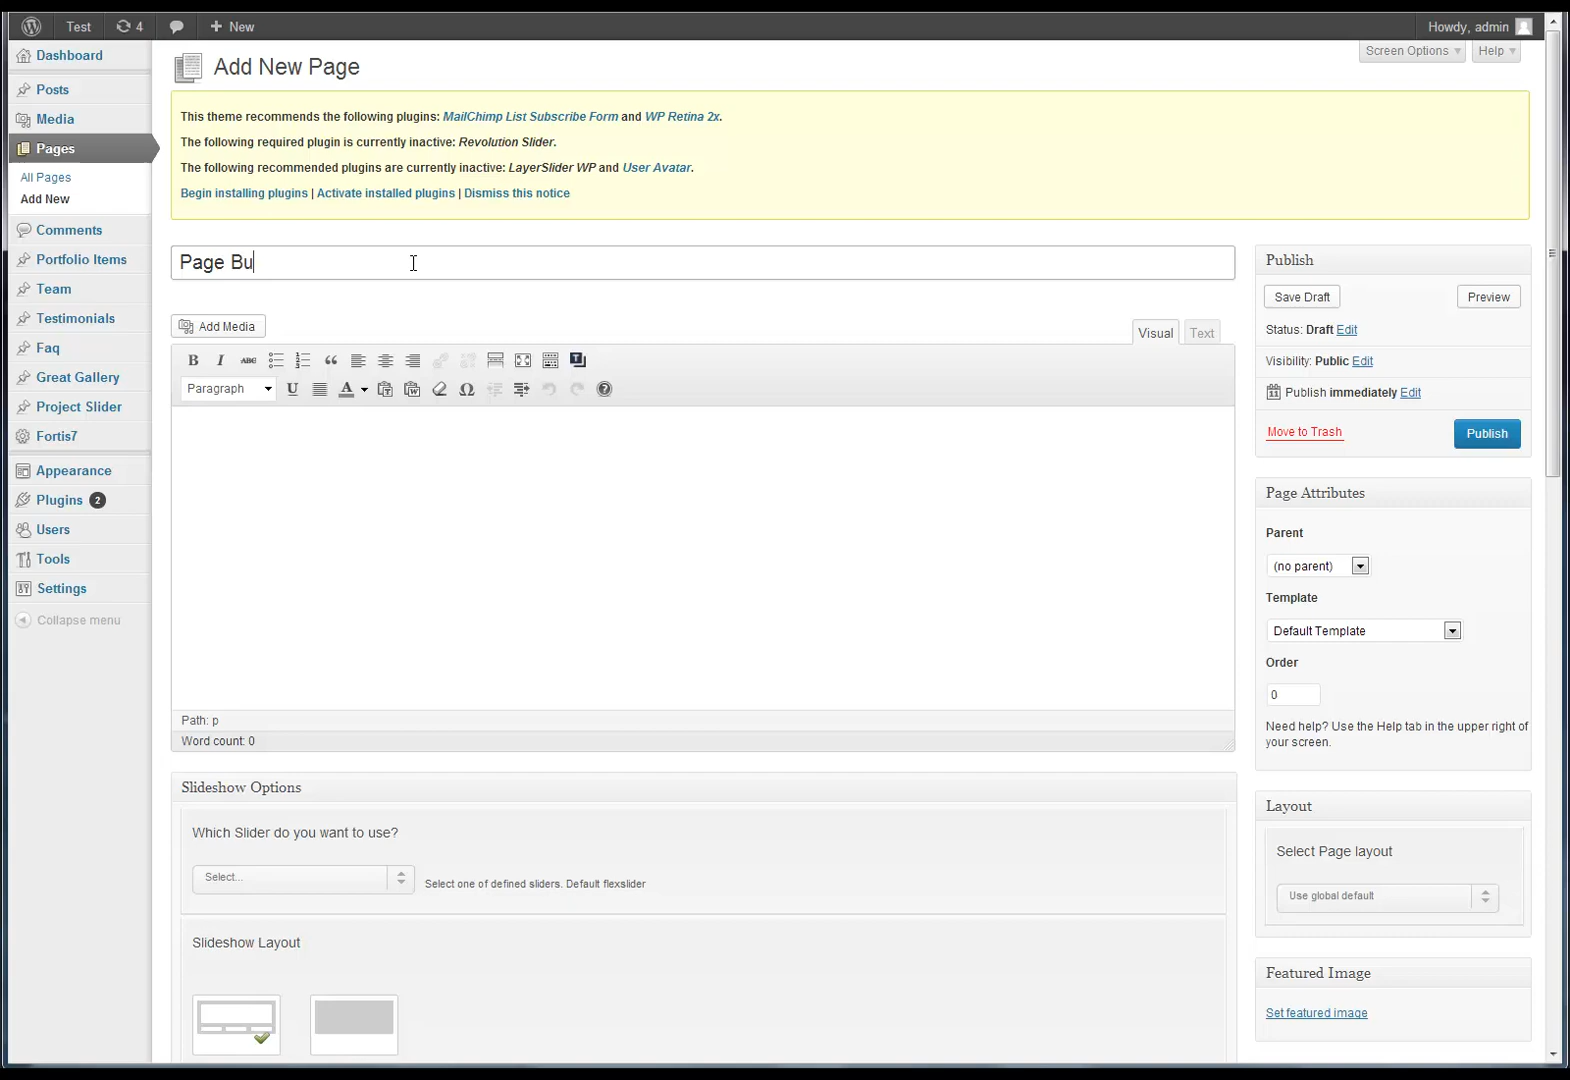 Test
4
New
Howdy, admin
Dashboard
Posts
Media
Pages
All Pages
Add New
Comments
Portfolio Items
Team
Testimonials
Faq
Great Gallery
Project Slider
Fortis7
Appearance
Plugins 2
Users
Tools
Settings
Collapse menu
Screen Options
Help
Add New Page
This theme recommends the following plugins: MailChimp List Subscribe Form and WP Retina 2x.
The following required plugin is currently inactive: Revolution Slider.
The following recommended plugins are currently inactive: LayerSlider WP and User Avatar.
Begin installing plugins | Activate installed plugins | Dismiss this notice
Page Bu
Add Media
Visual
Text
B I ABC
Paragraph U A Ω
Path: p
Word count: 0
Slideshow Options
Which Slider do you want to use?
Select...
Select one of defined sliders. Default flexslider
Slideshow Layout
Publish
Save Draft
Preview
Status: Draft Edit
Visibility: Public Edit
Publish immediately Edit
Move to Trash
Publish
Page Attributes
Parent
(no parent)
Template
Default Template
Order
0
Need help? Use the Help tab in the upper right of
your screen.
Layout
Select Page layout
Use global default
Featured Image
Set featured image